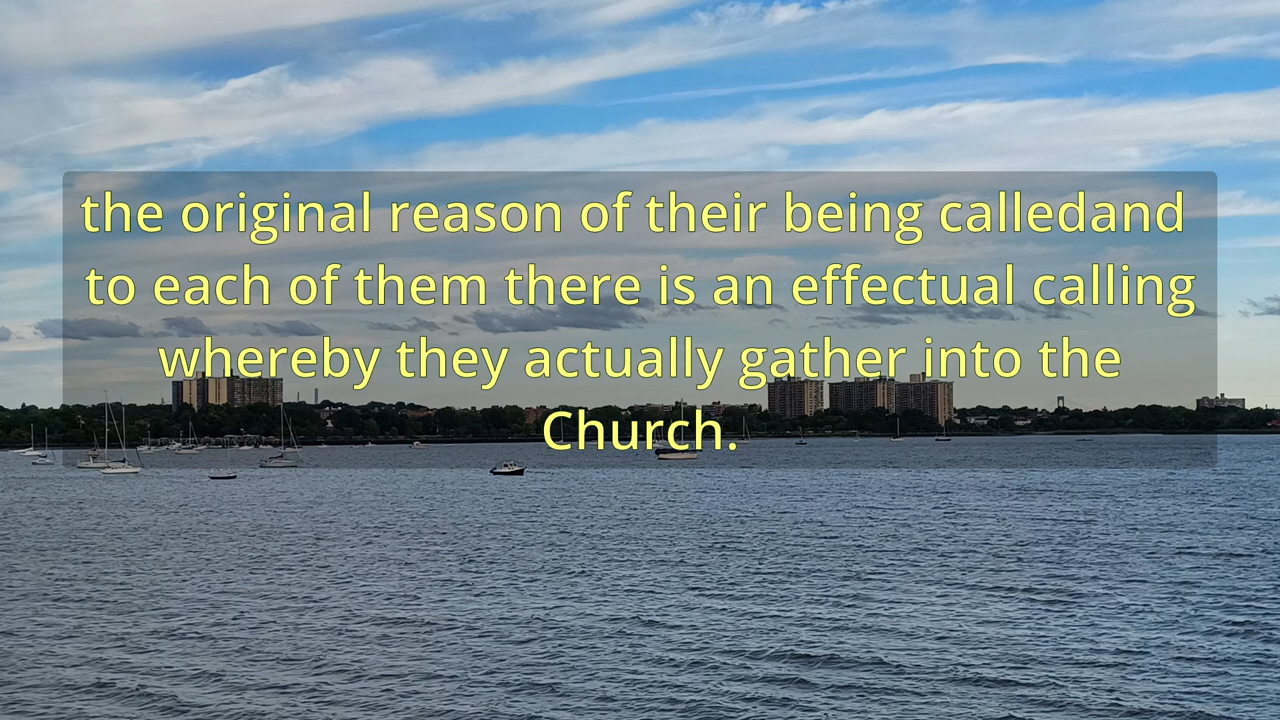 the original reason of their being calledand
to each of them there is an effectual calling
whereby they actually gather into the
Church.